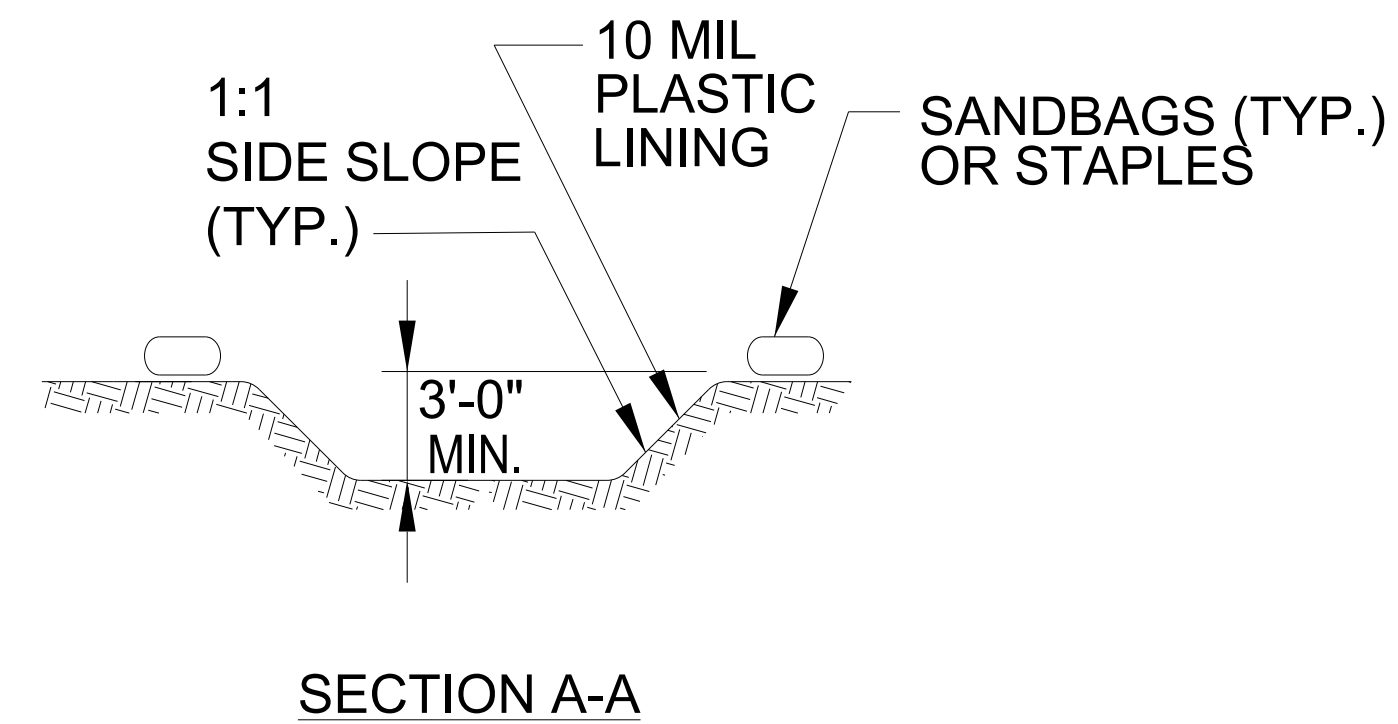 10 MIL
PLASTIC
LINING
1:1
SIDE SLOPE
(TYP.)
SANDBAGS (TYP.)
OR STAPLES
3'-0"
MIN.
SECTION A-A